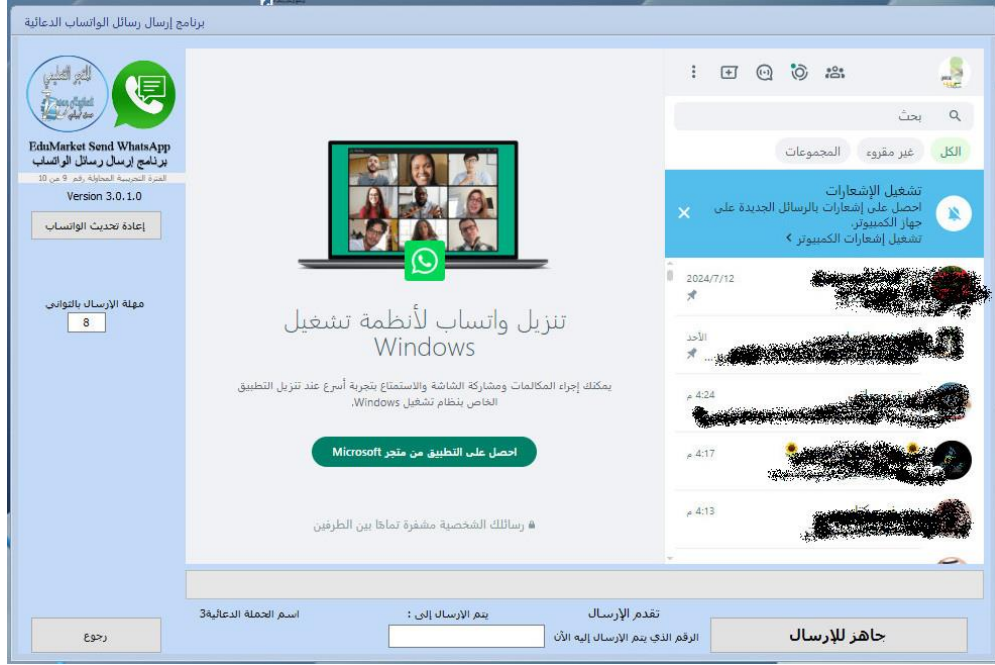 برنامج إرسال رسائل الواتساب الدعائية
EduMarket Send WhatsApp
برنامج إرسال رسائل الواتساب
الفترة التجريبية المحاولة رقم 9 من 10
Version 3.0.1.0
إعادة تحديث الواتساب
مهلة الإرسال بالثواني
8
بحث
الكل
غير مقروء
المجموعات
تشغيل الإشعارات
احصل على إشعارات بالرسائل الجديدة على
جهاز الكمبيوتر.
تشغيل إشعارات الكمبيوتر
2024/7/12
الأحد
4:24 م
4:17 م
4:13 م
تنزيل واتساب لأنظمة تشغيل
Windows
يمكنك إجراء المكالمات ومشاركة الشاشة والاستمتاع بتجربة أسرع عند تنزيل التطبيق
الخاص بنظام تشغيل Windows.
احصل على التطبيق من متجر Microsoft
رسائلك الشخصية مشفرة تمامًا بين الطرفين
تقدم الإرسال
يتم الإرسال إلى :
اسم الحملة الدعائية3
جاهز للإرسال
الرقم الذي يتم الإرسال إليه الأن
رجوع